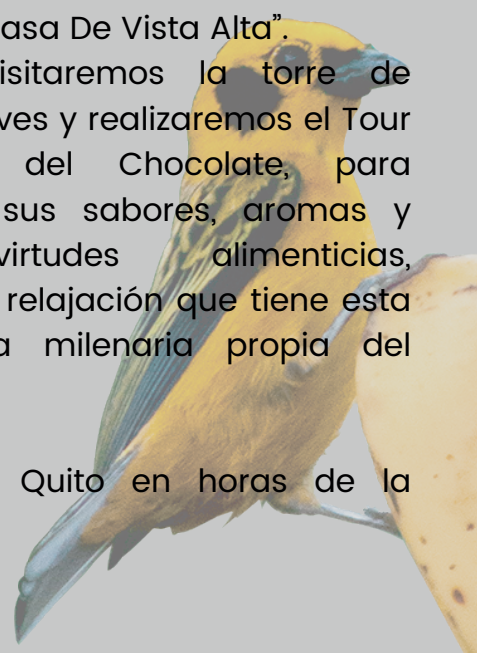 asa De Vista Alta”.
isitaremos la torre de
ves y realizaremos el Tour
del Chocolate, para
sus sabores, aromas y
virtudes alimenticias,
relajación que tiene esta
a milenaria propia del
Quito en horas de la